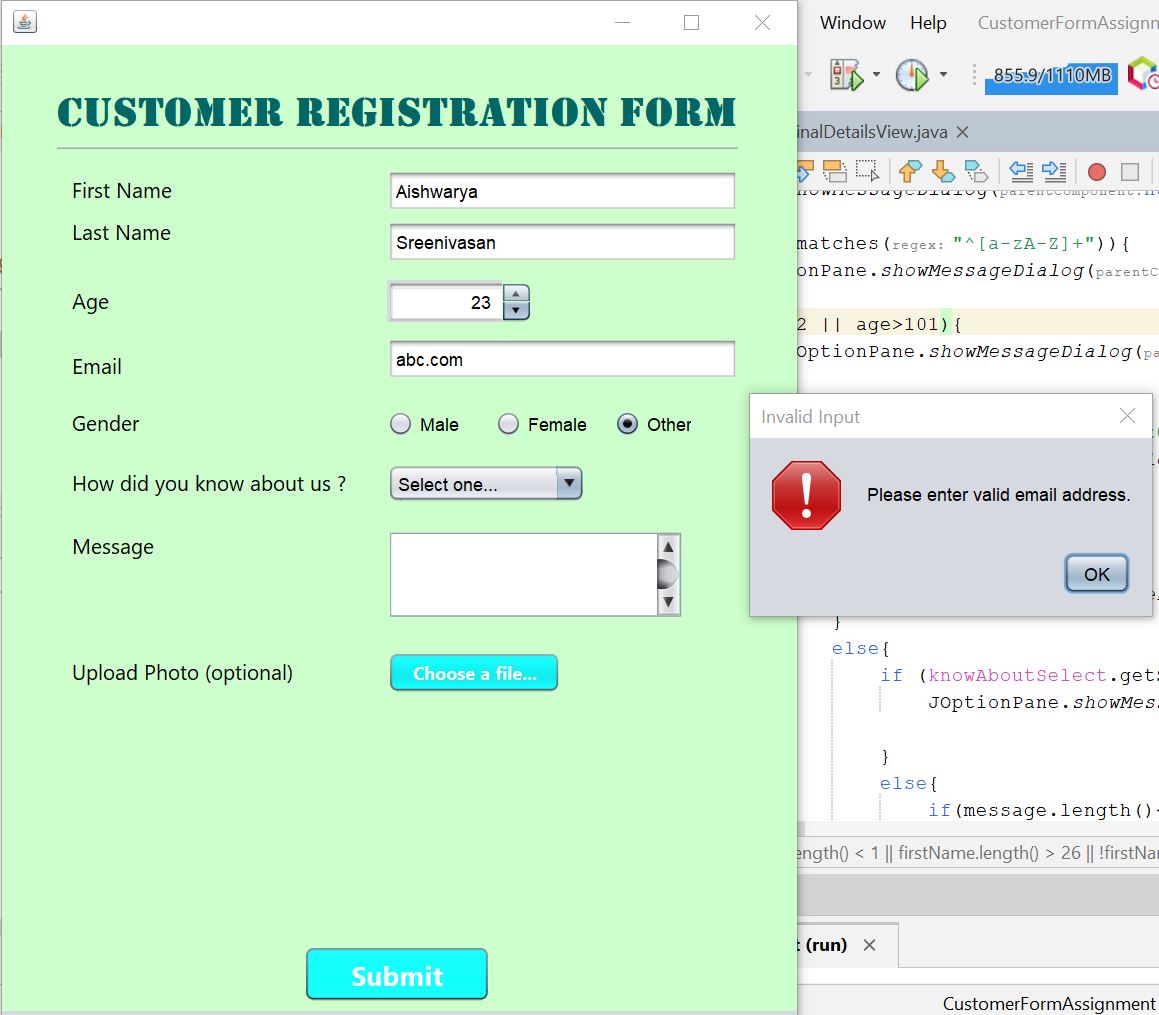 CUSTOMER REGISTRATION FORM
First Name
Aishwarya
Last Name
Sreenivasan
Age
23
Email
abc.com
Gender
Male
Female
Other
How did you know about us ?
Select one...
Message
Upload Photo (optional)
Choose a file...
Submit
Window Help CustomerFormAssignm
855.9/1110MB
inalDetailsView.java
howMessageDialog(parentComponent:
matches(regex: "^[a-zA-Z]+")){
onPane.showMessageDialog(parentC
2 || age>101){
OptionPane.showMessageDialog(pa
Invalid Input
Please enter valid email address.
OK
}
else{
if (knowAboutSelect.getS
JOptionPane.showMes
}
else{
if(message.length()<
ength() < 1 || firstName.length() > 26 || !firstNar
t (run)
CustomerFormAssignment